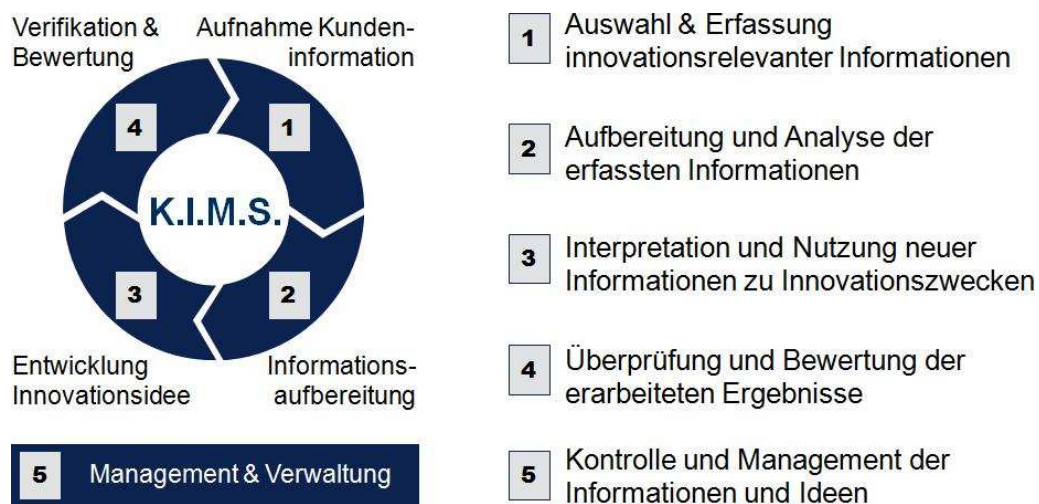 Verifikation &
Bewertung
Aufnahme Kunden-
information
4
1
K.I.M.S.
3
2
Entwicklung
Innovationsidee
Informations-
aufbereitung
5 Management & Verwaltung
1 Auswahl & Erfassung
innovationsrelevanter Informationen
2 Aufbereitung und Analyse der
erfassten Informationen
3 Interpretation und Nutzung neuer
Informationen zu Innovationszwecken
4 Überprüfung und Bewertung der
erarbeiteten Ergebnisse
5 Kontrolle und Management der
Informationen und Ideen